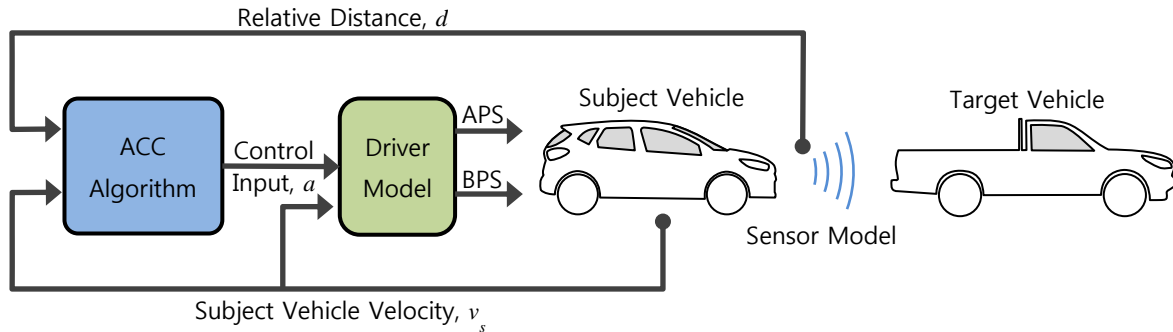 Relative Distance, d
Subject Vehicle
Target Vehicle
ACC
Algorithm
Control
Input, a
Driver
Model
APS
BPS
Sensor Model
Subject Vehicle Velocity, v_s